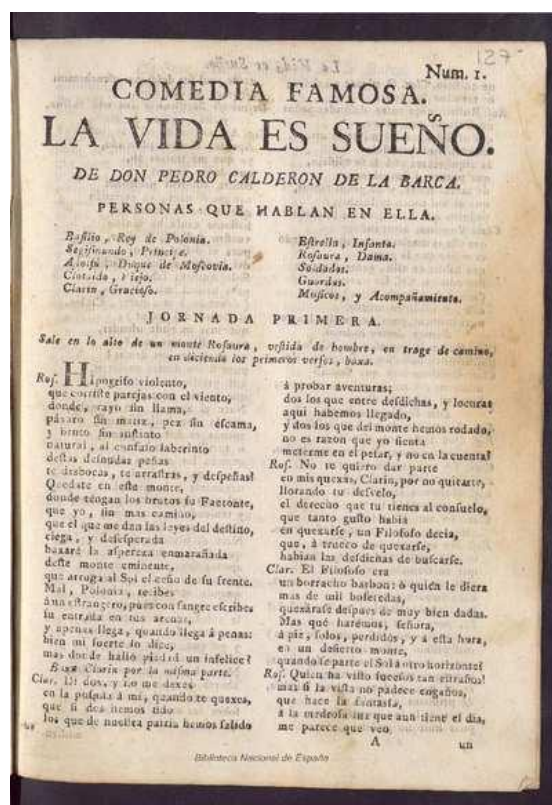 127
Num. 1.
COMEDIA FAMOSA.
LA VIDA ES SUEÑO.
DE DON PEDRO CALDERON DE LA BARCA.
PERSONAS QUE HABLAN EN ELLA.
Basilio, Rey de Polonia.
Segismundo, Principe.
Astolfo, Duque de Moscovia.
Clotaldo, Viejo.
Clarin, Gracioso.
Estrella, Infanta.
Rosaura, Dama.
Soldados.
Guardas.
Musicos, y Acompañamiento.
JORNADA PRIMERA.
Sale en lo alto de un monte Rosaura, vestida de hombre, en trage de camino,
en diciendo los primeros versos, baxa.
Ros. Hipogrifo violento,
que corriste parejas con el viento,
donde, rayo sin llama,
pájaro sin matiz, pez sin escama,
y bruto sin instinto
natural, al confuso laberinto
destas desnudas peñas
te desbocas, te arrastras, y despeñas?
Quedate en este monte,
donde tengan los brutos su Faetonte,
que yo, sin mas camino,
que el que me dan las leyes del destino,
ciega, y desesperada
baxará la aspereza enmarañada
deste monte eminente,
que arruga al Sol el ceño de su frente.
Mal, Polonia, recibes
á un estrangero, pues con sangre escribes
su entrada en tus arenas,
y apenas llega, quando llega á penas:
bien mi suerte lo dice,
mas donde halló piedad un infelice?
Baxa Clarin por la misma parte.
Clar. Di dos, y no me dexes
en la posada á mí, quando te quexes,
que si dos hemos sido
los que de nuestra patria hemos salido
á probar aventuras;
dos los que entre desdichas, y locuras
aqui habemos llegado,
y dos los que del monte hemos rodado,
no es razon que yo sienta
meterme en el pesar, y no en la cuenta?
Ros. No te quiero dar parte
en mis quexas, Clarin, por no quitarte,
llorando tu desvelo,
el derecho que tu tienes al consuelo,
que tanto gusto habia
en quexarse, un Filosofo decia,
que, á trueco de quexarse,
habian las desdichas de buscarse.
Clar. El Filosofo era
un borracho barbon: ò quién le diera
mas de mil bofetadas,
quexárase despues de muy bien dadas.
Mas qué harémos, señora,
á pie, solos, perdidos, y á esta hora,
en un desierto monte,
quando se parte el Sol á otro horizonte?
Ros. Quien ha visto sucesos tan estraños!
mas si la vista no padece engaños,
que hace la fantasía,
á la medrosa luz que aun tiene el dia,
me parece que veo
A
un
Biblioteca Nacional de España